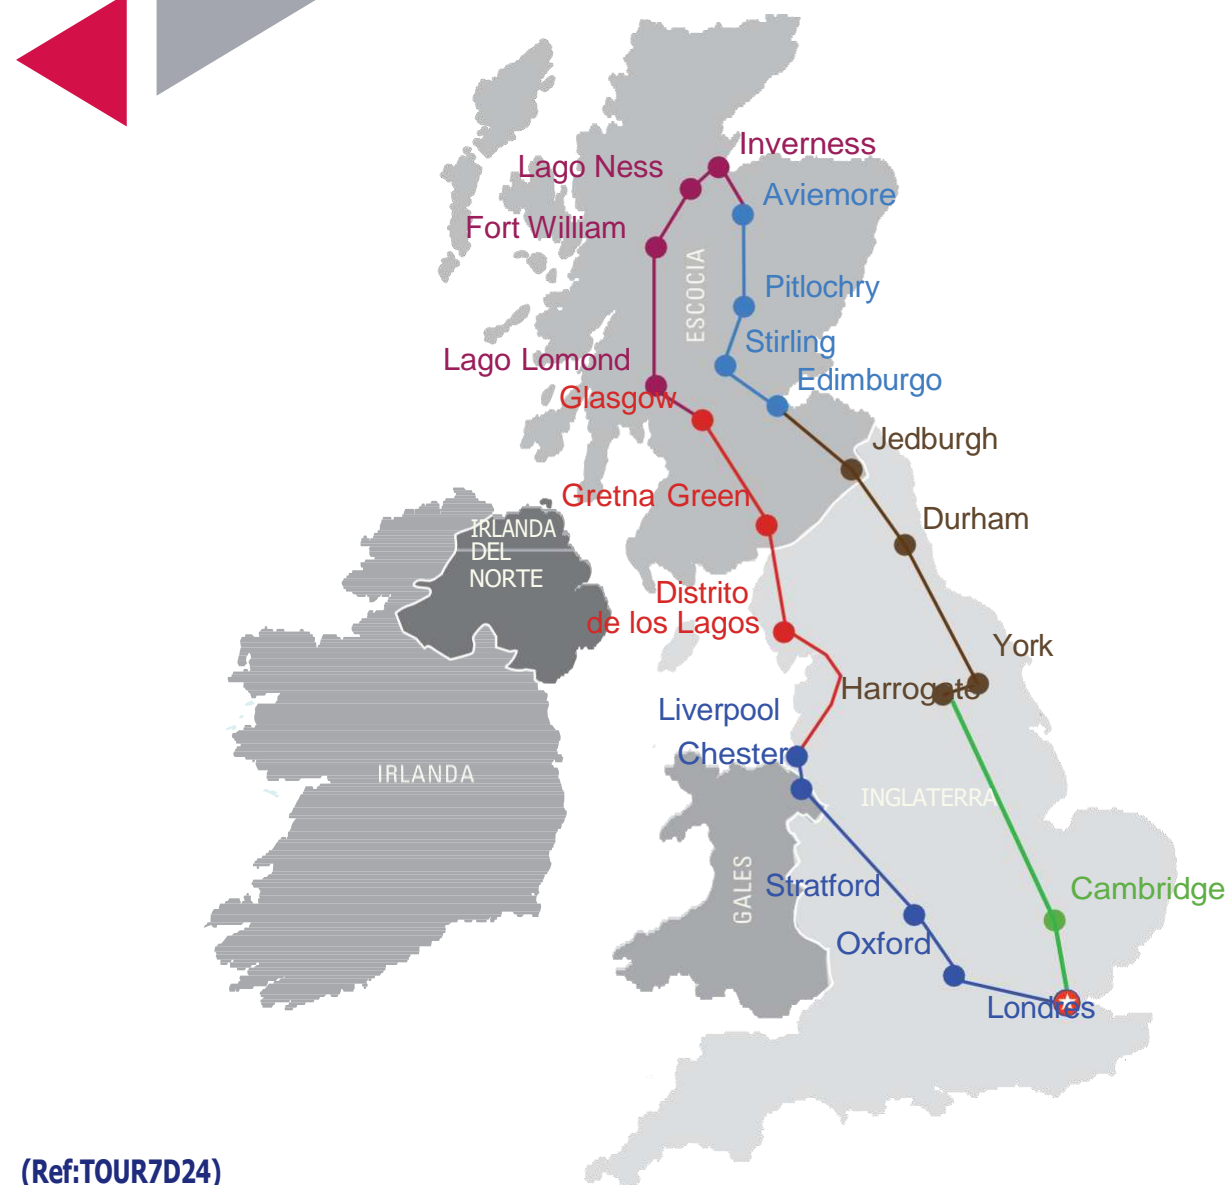 Inverness
Lago Ness
Aviemore
Fort William
ESCOCIA
Pitlochry
Stirling
Lago Lomond
Edimburgo
Glasgow
Jedburgh
Gretna Green
Durham
IRLANDA
DEL
NORTE
Distrito
de los Lagos
York
Harrogate
Liverpool
Chester
IRLANDA
INGLATERRA
GALES
Stratford
Cambridge
Oxford
Londres
(Ref:TOUR7D24)